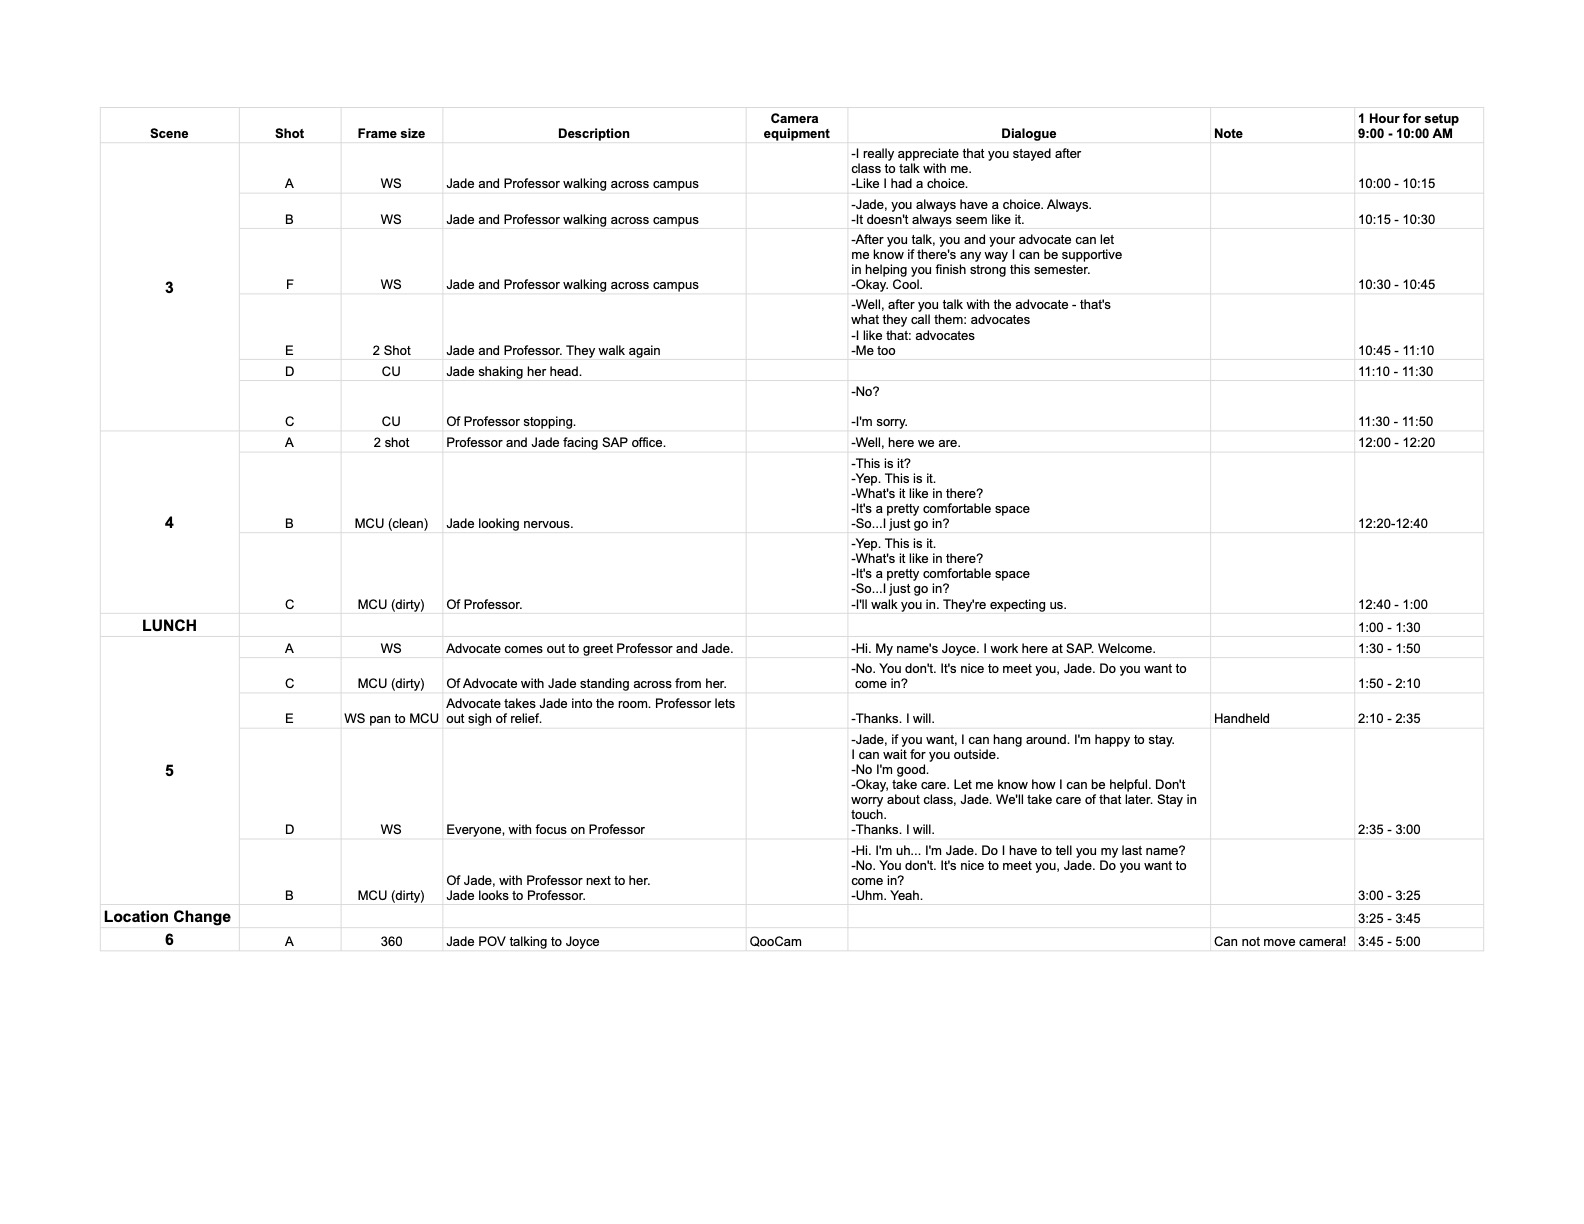 Scene Shot Frame size Description Camera equipment Dialogue Note 1 Hour for setup 9:00 - 10:00 AM
3
-I really appreciate that you stayed after
class to talk with me.
A WS Jade and Professor walking across campus -Like I had a choice. 10:00 - 10:15
-Jade, you always have a choice. Always.
B WS Jade and Professor walking across campus -It doesn't always seem like it. 10:15 - 10:30
-After you talk, you and your advocate can let
me know if there's any way I can be supportive
in helping you finish strong this semester.
F WS Jade and Professor walking across campus -Okay. Cool. 10:30 - 10:45
-Well, after you talk with the advocate - that's
what they call them: advocates
-I like that: advocates
E 2 Shot Jade and Professor. They walk again -Me too 10:45 - 11:10
D CU Jade shaking her head. 11:10 - 11:30
-No?
C CU Of Professor stopping. -I'm sorry. 11:30 - 11:50
4
A 2 shot Professor and Jade facing SAP office. -Well, here we are. 12:00 - 12:20
-This is it?
-Yep. This is it.
-What's it like in there?
-It's a pretty comfortable space
B MCU (clean) Jade looking nervous. -So...I just go in? 12:20-12:40
-Yep. This is it.
-What's it like in there?
-It's a pretty comfortable space
-So...I just go in?
C MCU (dirty) Of Professor. -I'll walk you in. They're expecting us. 12:40 - 1:00
LUNCH 1:00 - 1:30
5
A WS Advocate comes out to greet Professor and Jade. -Hi. My name's Joyce. I work here at SAP. Welcome. 1:30 - 1:50
-No. You don't. It's nice to meet you, Jade. Do you want to
C MCU (dirty) Of Advocate with Jade standing across from her. come in? 1:50 - 2:10
Advocate takes Jade into the room. Professor lets
E WS pan to MCU out sigh of relief. -Thanks. I will. Handheld 2:10 - 2:35
-Jade, if you want, I can hang around. I'm happy to stay.
I can wait for you outside.
-No I'm good.
-Okay, take care. Let me know how I can be helpful. Don't
worry about class, Jade. We'll take care of that later. Stay in
touch.
D WS Everyone, with focus on Professor -Thanks. I will. 2:35 - 3:00
-Hi. I'm uh... I'm Jade. Do I have to tell you my last name?
-No. You don't. It's nice to meet you, Jade. Do you want to
Of Jade, with Professor next to her. come in?
B MCU (dirty) Jade looks to Professor. -Uhm. Yeah. 3:00 - 3:25
Location Change 3:25 - 3:45
6 A 360 Jade POV talking to Joyce QooCam Can not move camera! 3:45 - 5:00